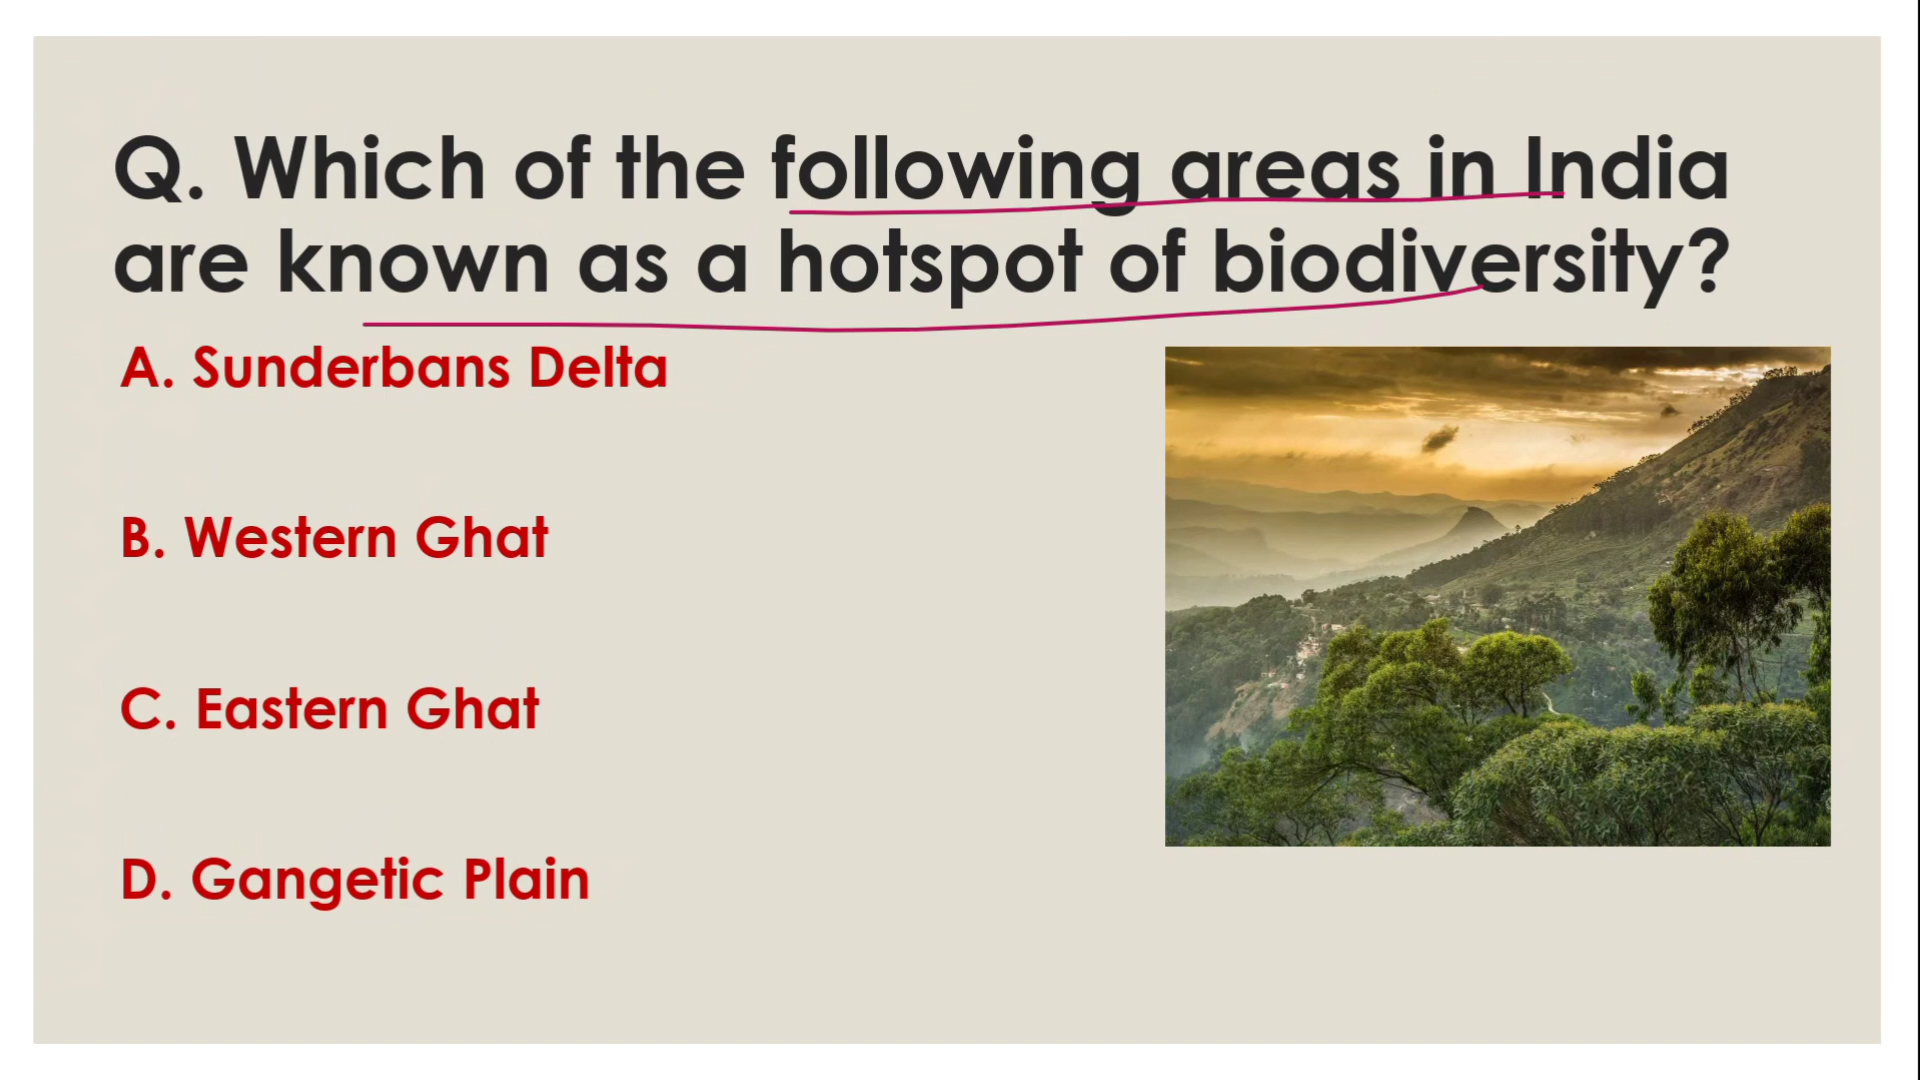 Q. Which of the following areas in India
are known as a hotspot of biodiversity?
A. Sunderbans Delta
B. Western Ghat
C. Eastern Ghat
D. Gangetic Plain